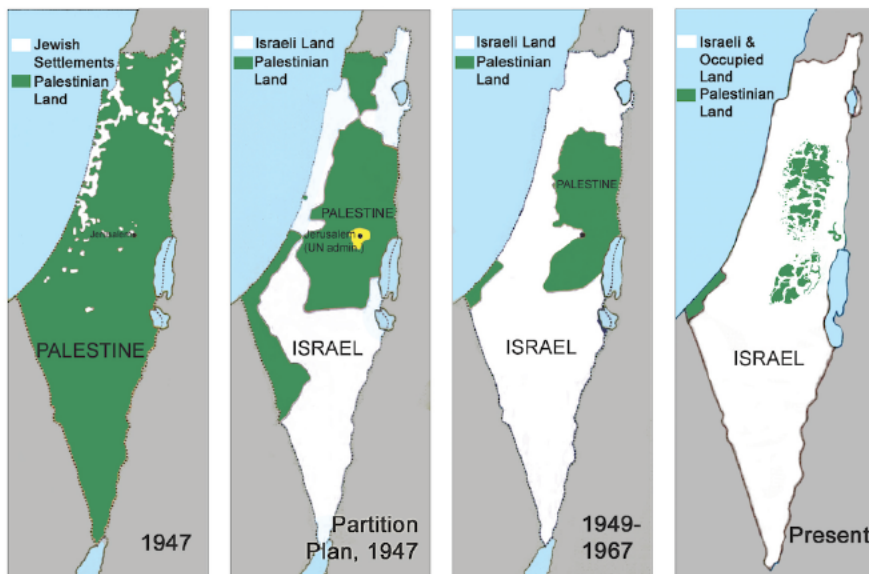 Jewish
Settlements
Palestinian
Land
Jerusalem
PALESTINE
1947
Israeli Land
Palestinian
Land
PALESTINE
Jerusalem
(UN admin.)
ISRAEL
Partition
Plan, 1947
Israeli Land
Palestinian
Land
PALESTINE
ISRAEL
1949-
1967
Israeli &
Occupied
Land
Palestinian
Land
ISRAEL
Present